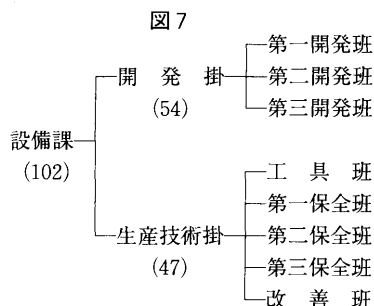 図7
第一開発班
開発掛
第二開発班
(54)
第三開発班
設備課
(102)
工具班
第一保全班
生産技術掛
第二保全班
(47)
第三保全班
改善班